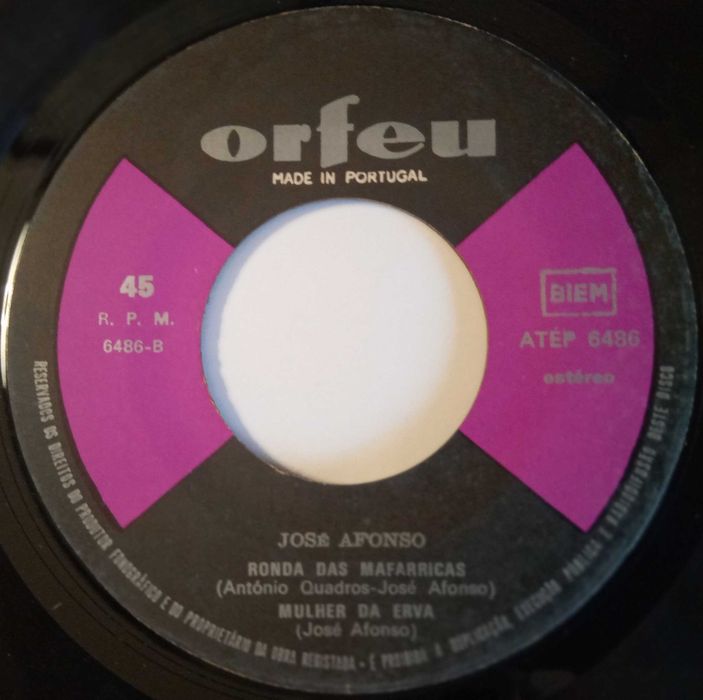 orfeu
MADE IN PORTUGAL
45
R. P. M.
6486-B
BIEM
ATÉP 6486
estéreo
JOSÉ AFONSO
RONDA DAS MAFARRICAS
(António Quadros-José Afonso)
MULHER DA ERVA
(José Afonso)
RESERVADOS OS DIREITOS DO PRODUTOR FONOGRÁFICO E DO PROPRIETÁRIO DA OBRA REGISTADA - É PROIBIDA A DUPLICAÇÃO, EXECUÇÃO PÚBLICA E RADIODIFUSÃO DESTE DISCO